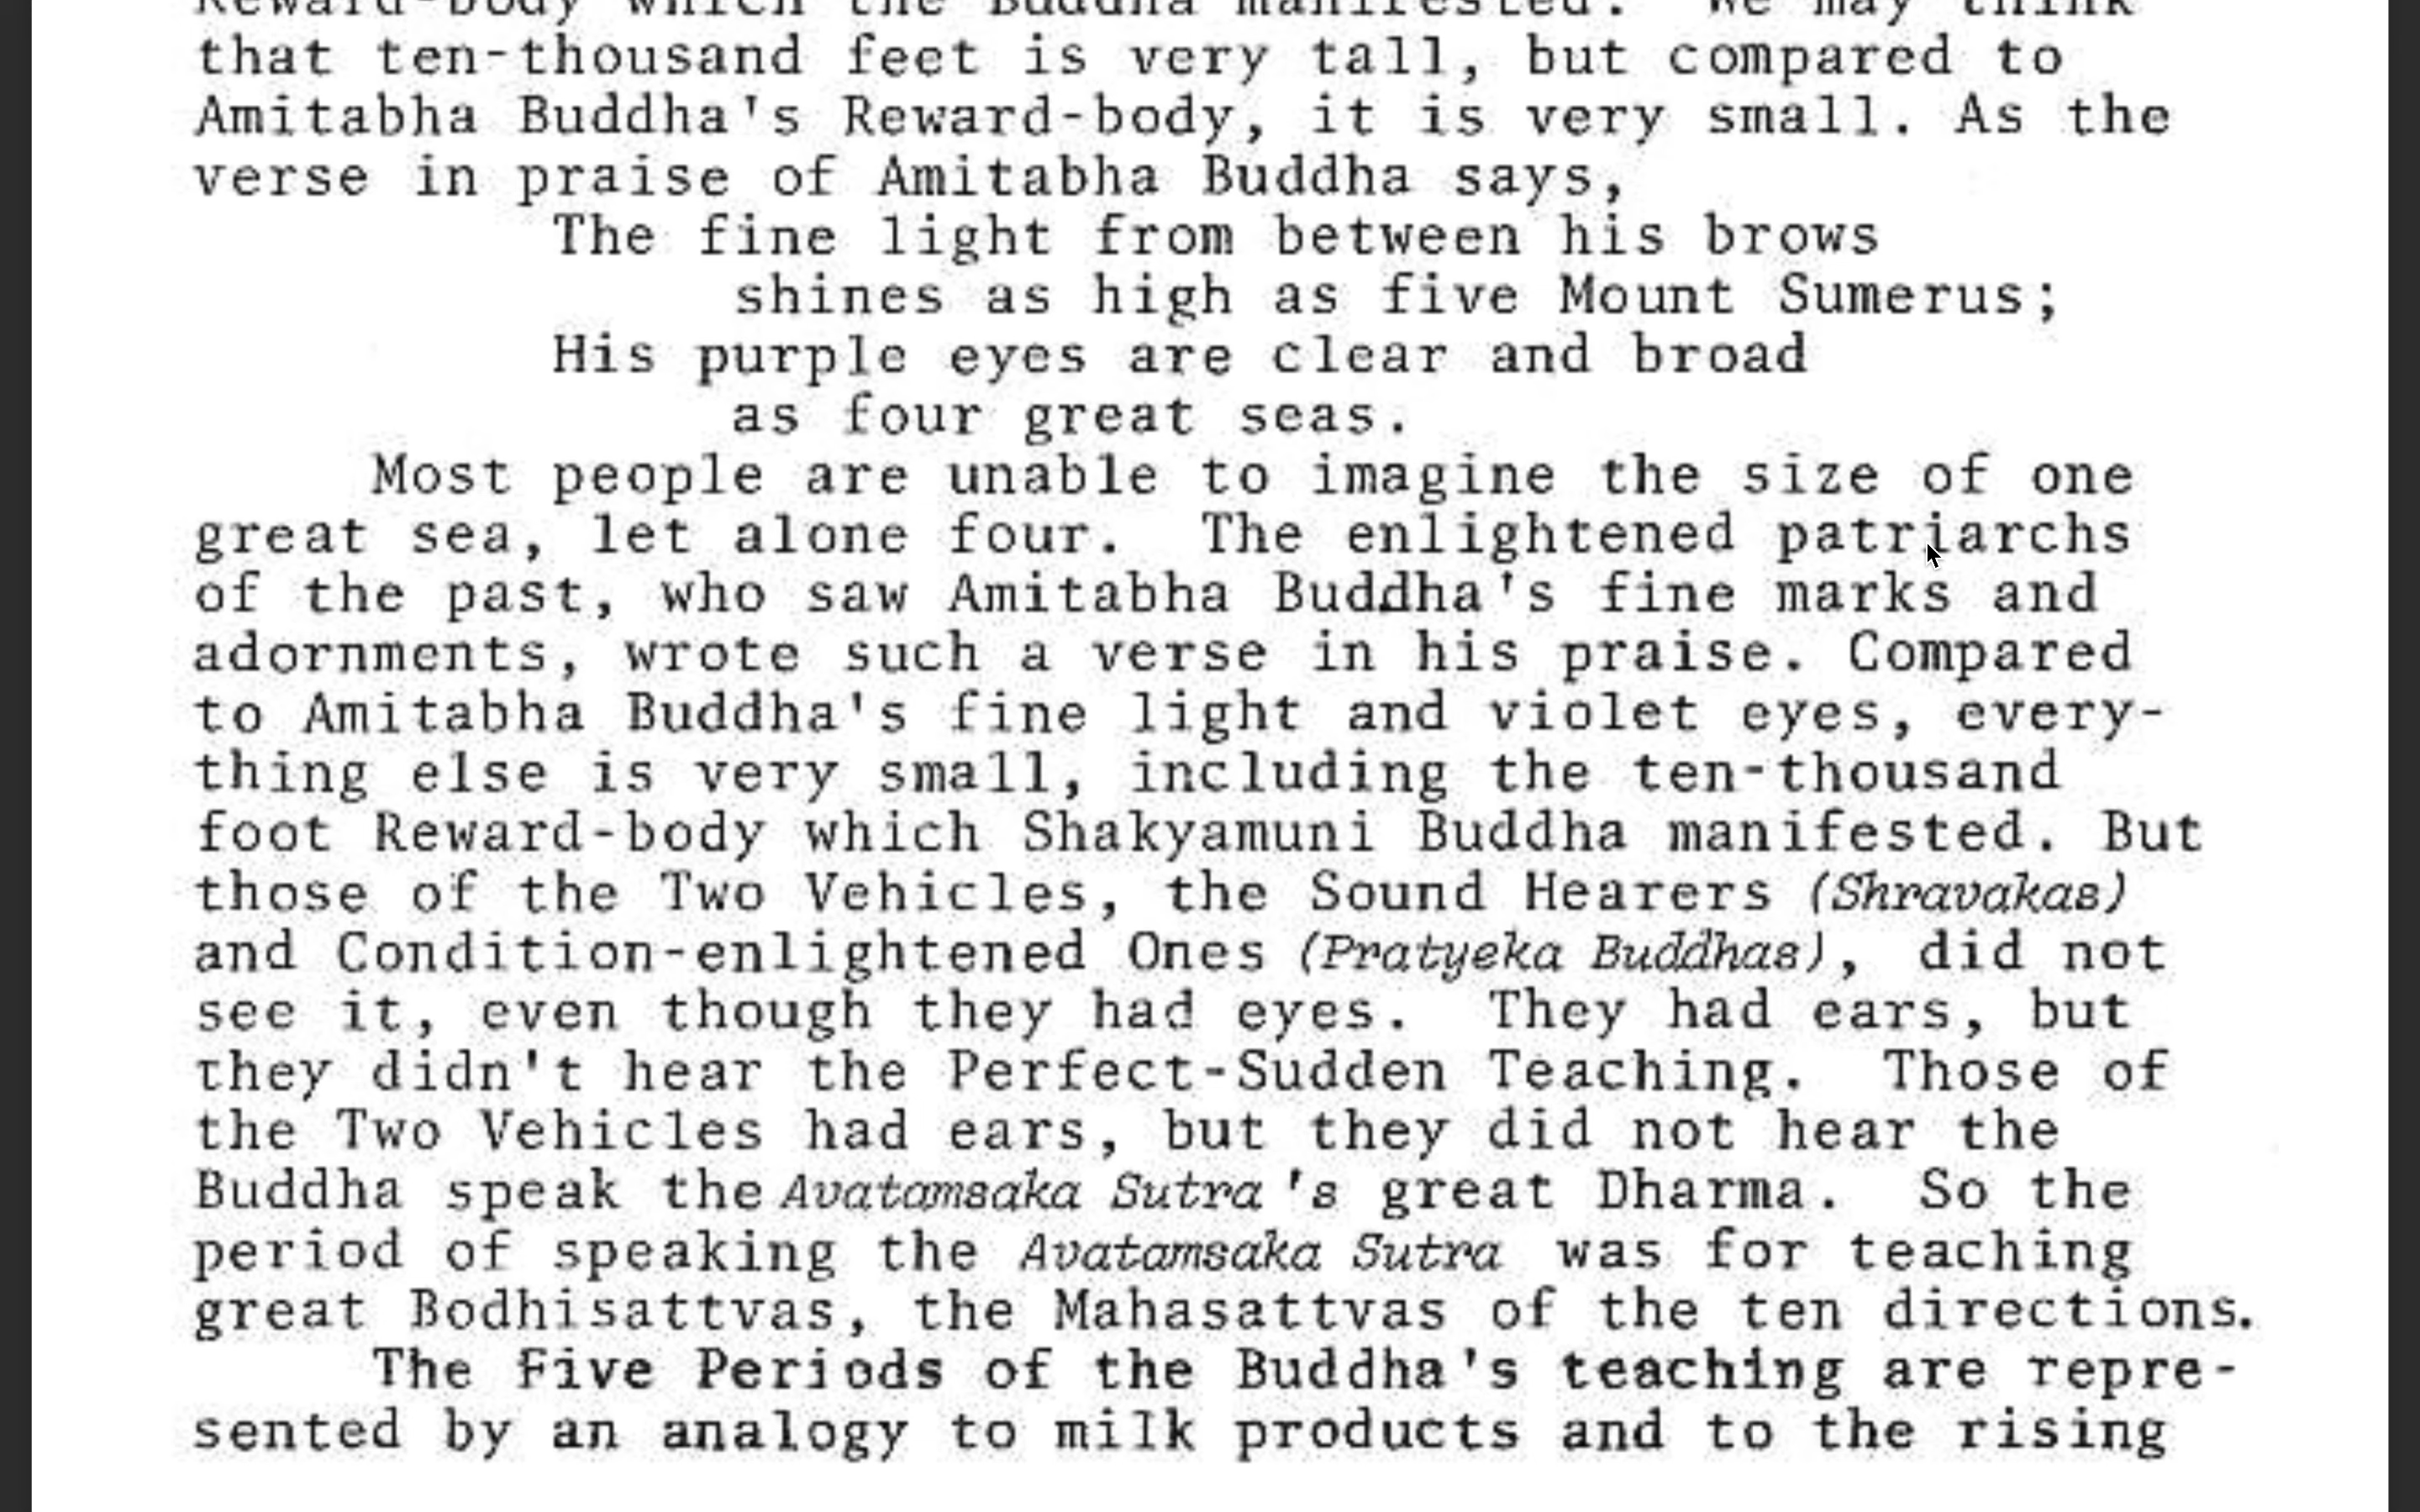 Reward-body which the Buddha manifested. We may think
that ten-thousand feet is very tall, but compared to
Amitabha Buddha's Reward-body, it is very small. As the
verse in praise of Amitabha Buddha says,
The fine light from between his brows
shines as high as five Mount Sumerus;
His purple eyes are clear and broad
as four great seas.
Most people are unable to imagine the size of one
great sea, let alone four. The enlightened patriarchs
of the past, who saw Amitabha Buddha's fine marks and
adornments, wrote such a verse in his praise. Compared
to Amitabha Buddha's fine light and violet eyes, every-
thing else is very small, including the ten-thousand
foot Reward-body which Shakyamuni Buddha manifested. But
those of the Two Vehicles, the Sound Hearers (Shravakas)
and Condition-enlightened Ones (Pratyeka Buddhas), did not
see it, even though they had eyes. They had ears, but
they didn't hear the Perfect-Sudden Teaching. Those of
the Two Vehicles had ears, but they did not hear the
Buddha speak the Avatamsaka Sutra's great Dharma. So the
period of speaking the Avatamsaka Sutra was for teaching
great Bodhisattvas, the Mahasattvas of the ten directions.
The Five Periods of the Buddha's teaching are repre-
sented by an analogy to milk products and to the rising